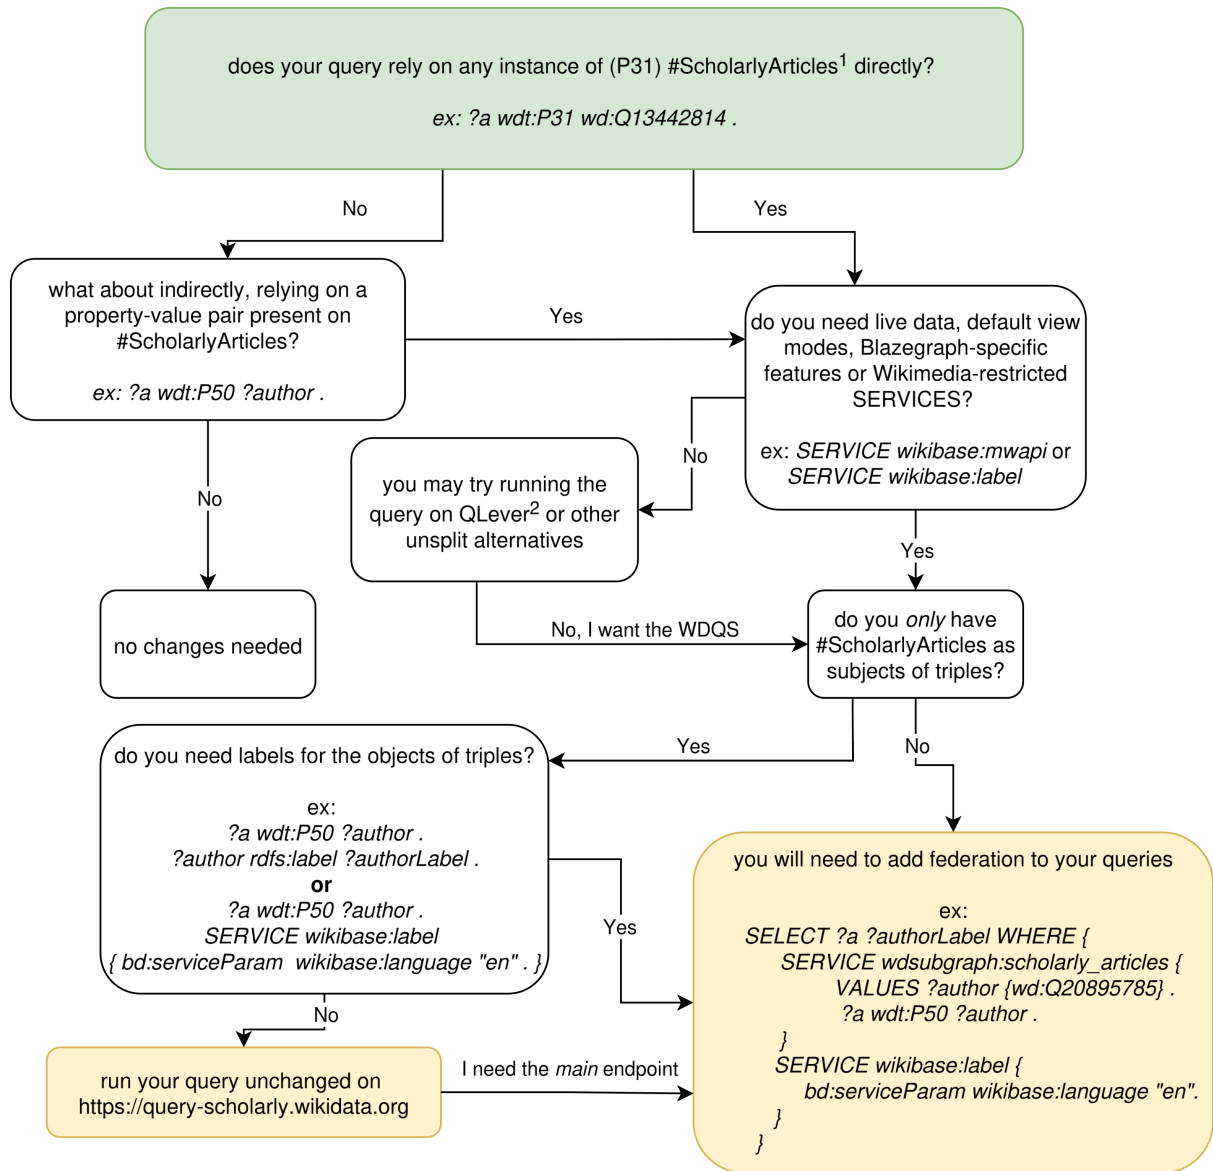 does your query rely on any instance of (P31) #ScholarlyArticles¹ directly?
ex: ?a wdt:P31 wd:Q13442814 .
No
Yes
what about indirectly, relying on a
property-value pair present on
#ScholarlyArticles?
ex: ?a wdt:P50 ?author .
Yes
do you need live data, default view
modes, Blazegraph-specific
features or Wikimedia-restricted
SERVICES?
ex: SERVICE wikibase:mwapi or
SERVICE wikibase:label
No
No
you may try running the
query on QLever² or other
unsplit alternatives
Yes
no changes needed
No, I want the WDQS
do you only have
#ScholarlyArticles as
subjects of triples?
Yes
No
do you need labels for the objects of triples?
ex:
?a wdt:P50 ?author .
?author rdfs:label ?authorLabel .
or
?a wdt:P50 ?author .
SERVICE wikibase:label
{ bd:serviceParam wikibase:language "en" . }
Yes
No
run your query unchanged on
https://query-scholarly.wikidata.org
I need the main endpoint
you will need to add federation to your queries
ex:
SELECT ?a ?authorLabel WHERE {
SERVICE wdsubgraph:scholarly_articles {
VALUES ?author {wd:Q20895785} .
?a wdt:P50 ?author .
}
SERVICE wikibase:label {
bd:serviceParam wikibase:language "en".
}
}